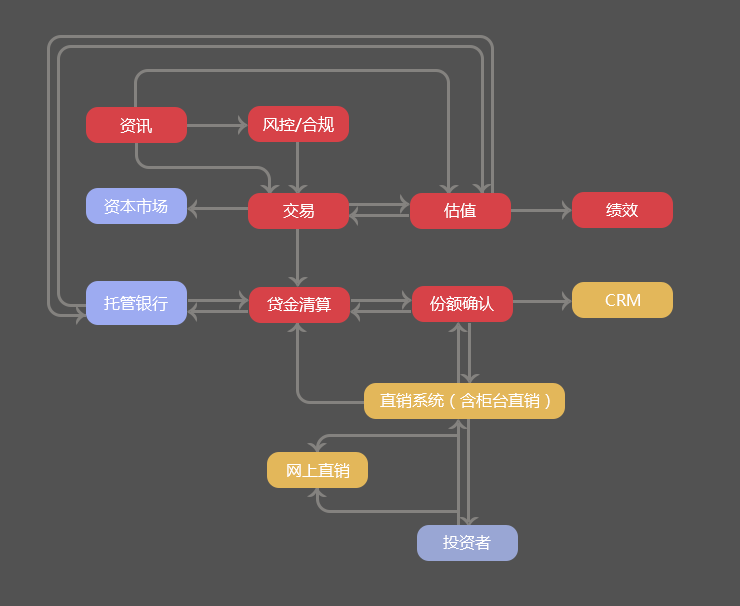 资讯
风控/合规
资本市场
交易
估值
绩效
托管银行
贷金清算
份额确认
CRM
直销系统（含柜台直销）
网上直销
投资者